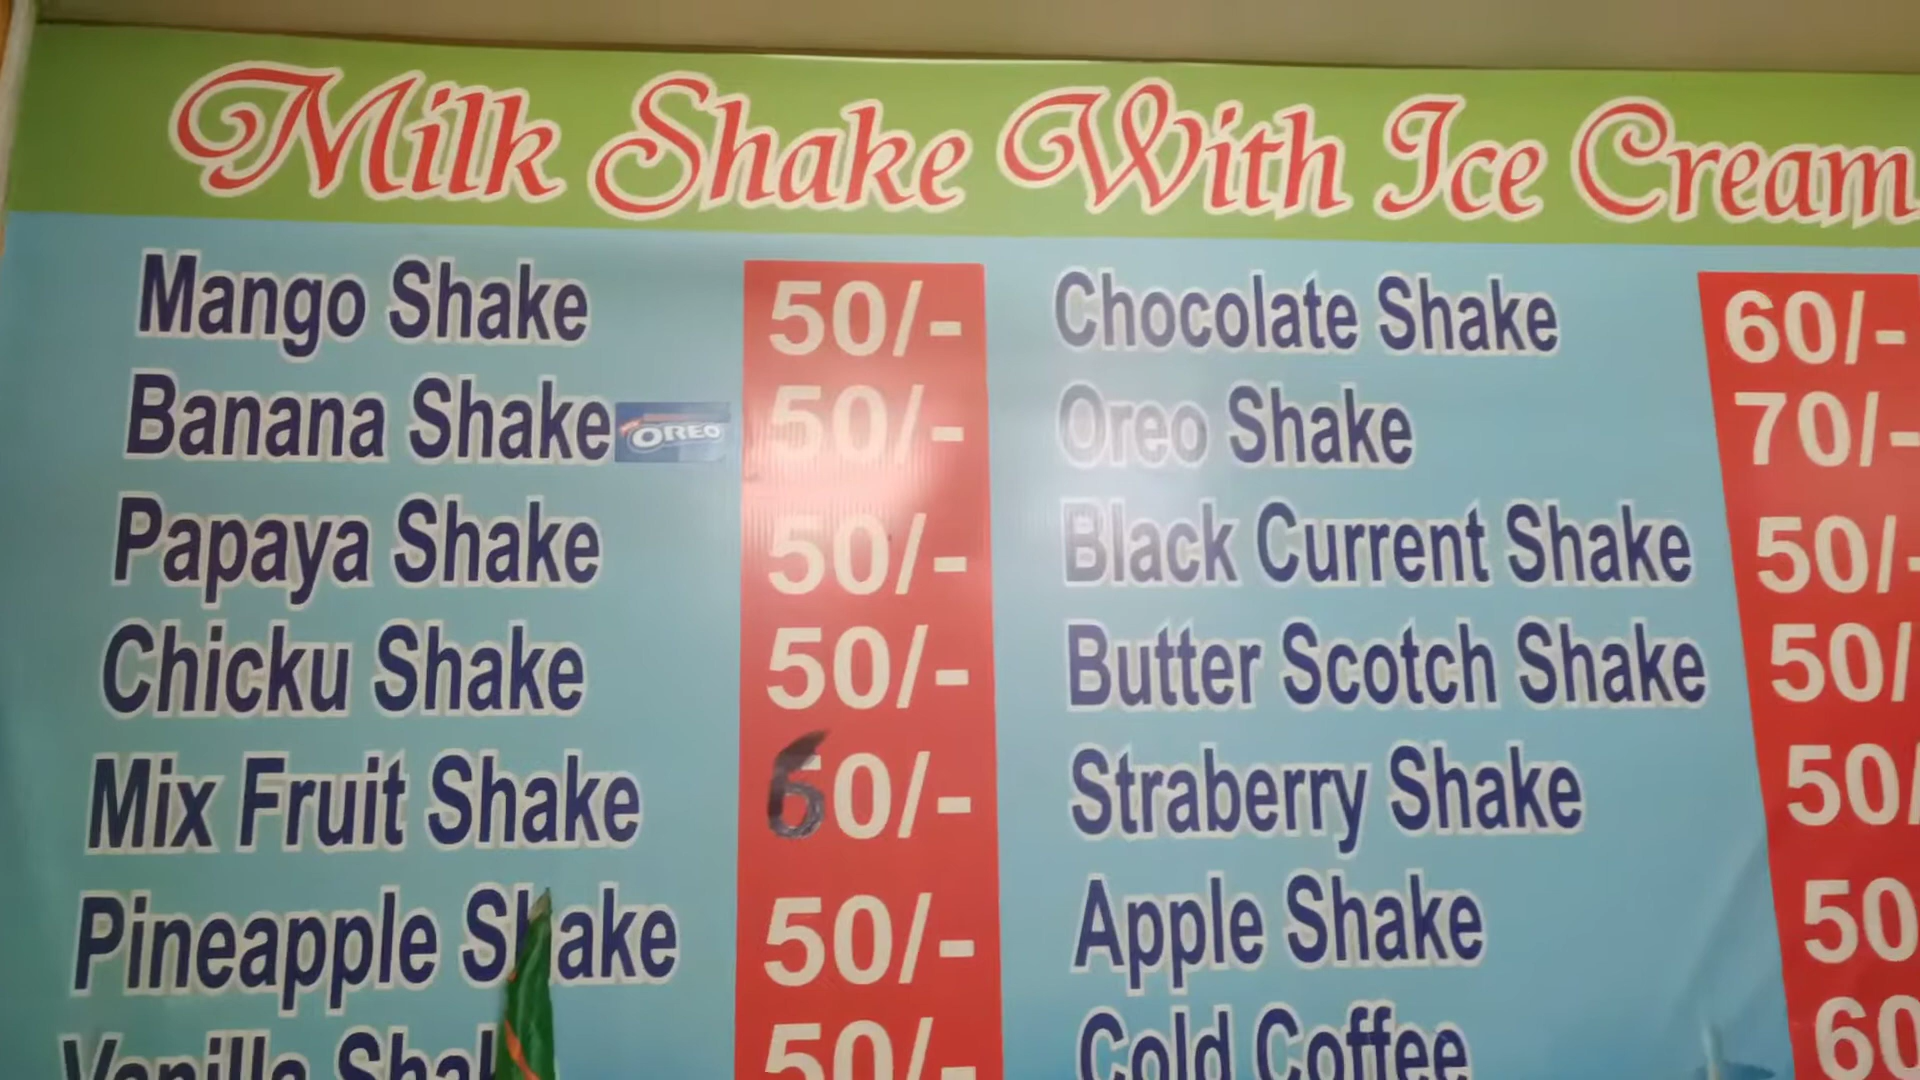 Milk Shake With Ice Cream
Mango Shake 50/-
Banana Shake OREO 50/-
Papaya Shake 50/-
Chicku Shake 50/-
Mix Fruit Shake 60/-
Pineapple Shake 50/-
Vanilla Shake 50/-
Chocolate Shake 60/-
Oreo Shake 70/-
Black Current Shake 50/-
Butter Scotch Shake 50/
Straberry Shake 50/
Apple Shake 50
Cold Coffee 60